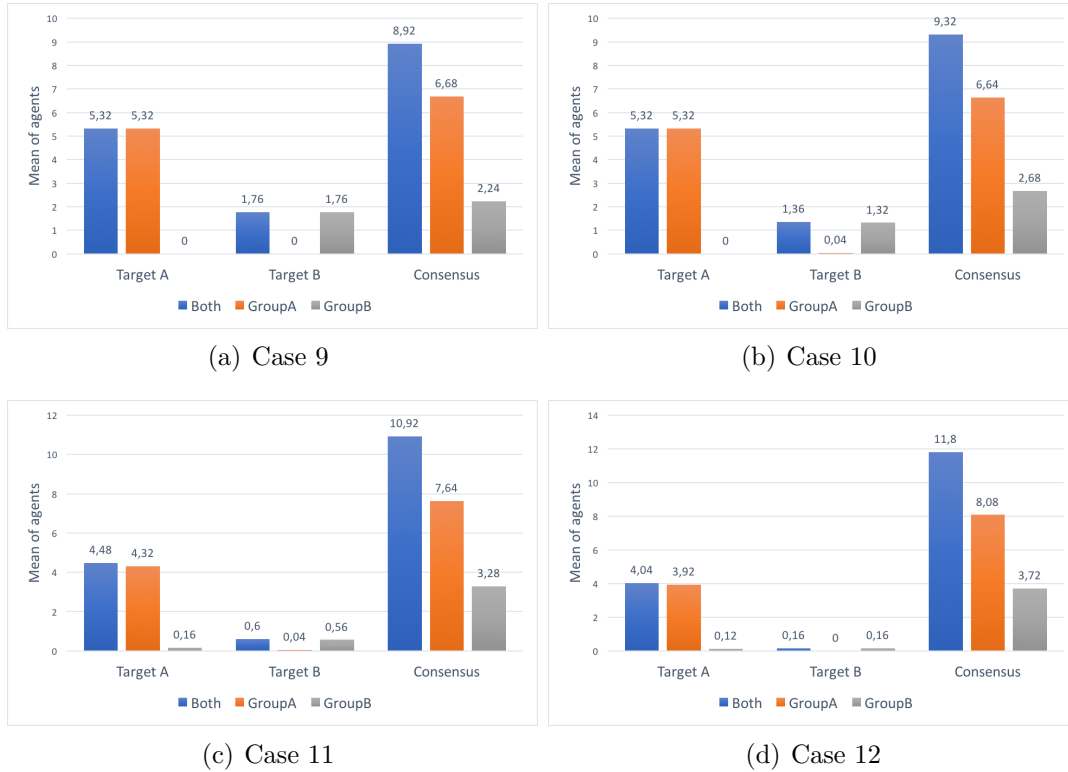 10
9
8
7
6
5
4
3
2
1
0
Mean of agents
5,32
5,32
0
1,76
0
1,76
8,92
6,68
2,24
Target A
Target B
Consensus
Both
GroupA
GroupB
(a) Case 9
10
9
8
7
6
5
4
3
2
1
0
Mean of agents
5,32
5,32
0
1,36
0,04
1,32
9,32
6,64
2,68
Target A
Target B
Consensus
Both
GroupA
GroupB
(b) Case 10
12
10
8
6
4
2
0
Mean of agents
4,48
4,32
0,16
0,6
0,04
0,56
10,92
7,64
3,28
Target A
Target B
Consensus
Both
GroupA
GroupB
(c) Case 11
14
12
10
8
6
4
2
0
Mean of agents
4,04
3,92
0,12
0,16
0
0,16
11,8
8,08
3,72
Target A
Target B
Consensus
Both
GroupA
GroupB
(d) Case 12